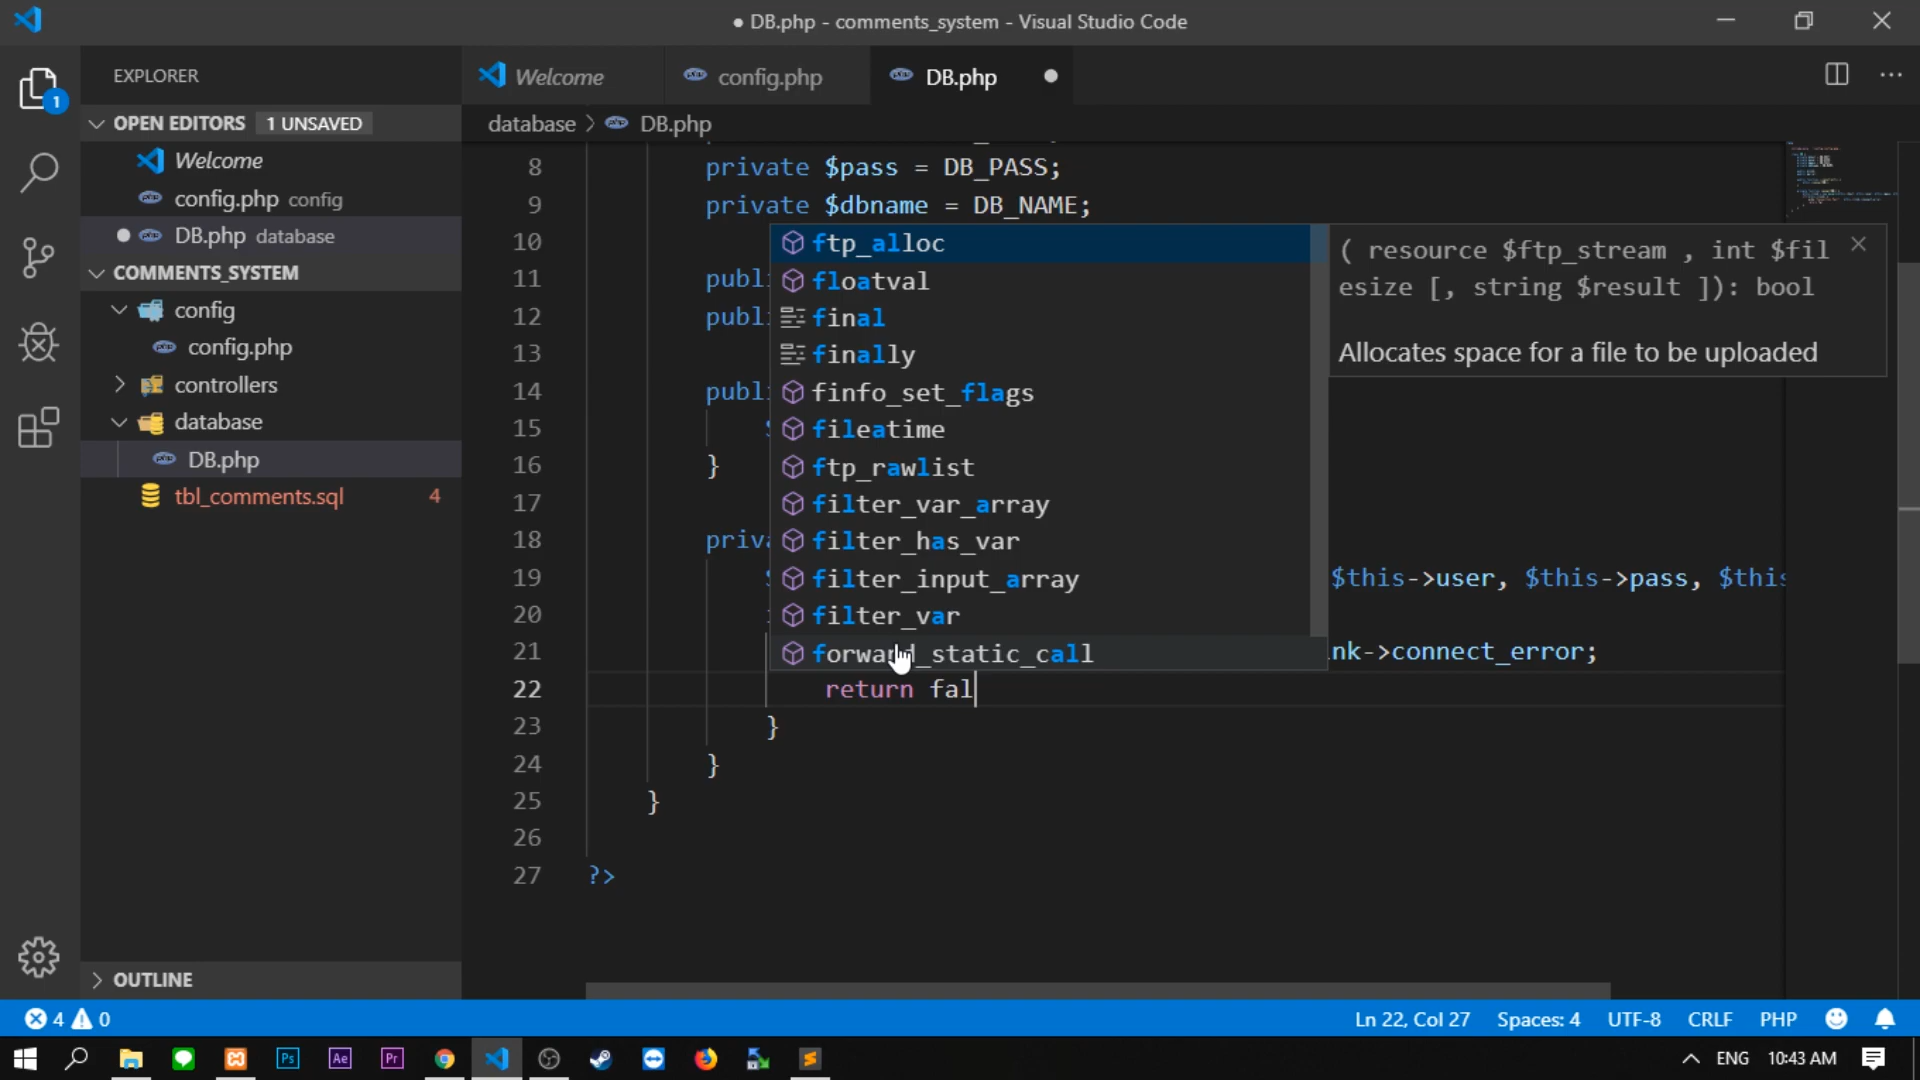 ● DB.php - comments_system - Visual Studio Code
EXPLORER
Welcome
config.php
DB.php
OPEN EDITORS 1 UNSAVED
database > DB.php
Welcome
config.php config
DB.php database
COMMENTS_SYSTEM
config
config.php
controllers
database
DB.php
tbl_comments.sql 4
OUTLINE
8 private $pass = DB_PASS;
9 private $dbname = DB_NAME;
10
11 publ
12 publ
13
14 publ
15
16 }
17
18 priva
19 $this->user, $this->pass, $this
20
21 nk->connect_error;
22 return fal
23 }
24 }
25 }
26
27 ?>
ftp_alloc
floatval
final
finally
finfo_set_flags
fileatime
ftp_rawlist
filter_var_array
filter_has_var
filter_input_array
filter_var
forward_static_call
( resource $ftp_stream , int $fil
esize [, string $result ]): bool
Allocates space for a file to be uploaded
1
4 0
Ln 22, Col 27 Spaces: 4 UTF-8 CRLF PHP
Ps Ae Pr
ENG 10:43 AM